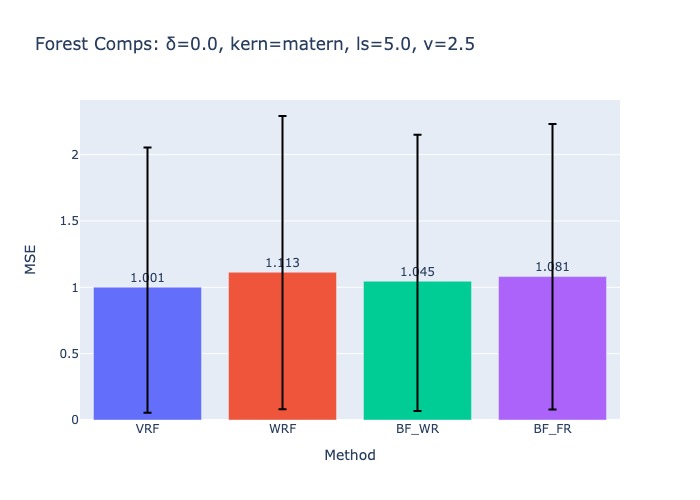 Forest Comps: δ=0.0, kern=matern, ls=5.0, v=2.5
MSE
2
1.5
1
0.5
0
1.001
1.113
1.045
1.081
VRF
WRF
BF_WR
BF_FR
Method